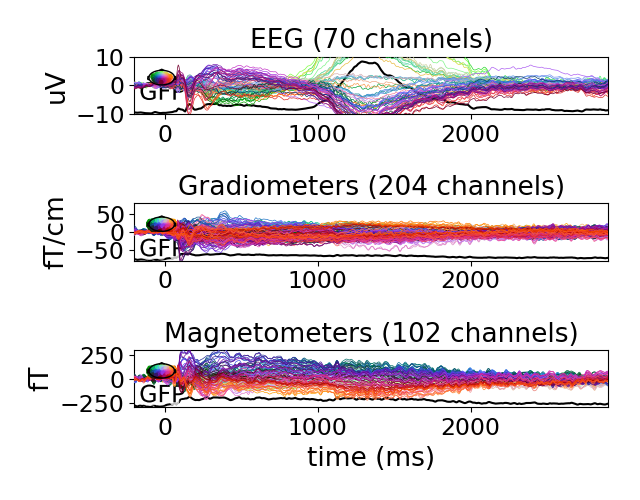 EEG (70 channels)
10
0
−10
uV
GFP
0 1000 2000
Gradiometers (204 channels)
50
0
−50
fT/cm
GFP
0 1000 2000
Magnetometers (102 channels)
250
0
−250
fT
GFP
0 1000 2000
time (ms)